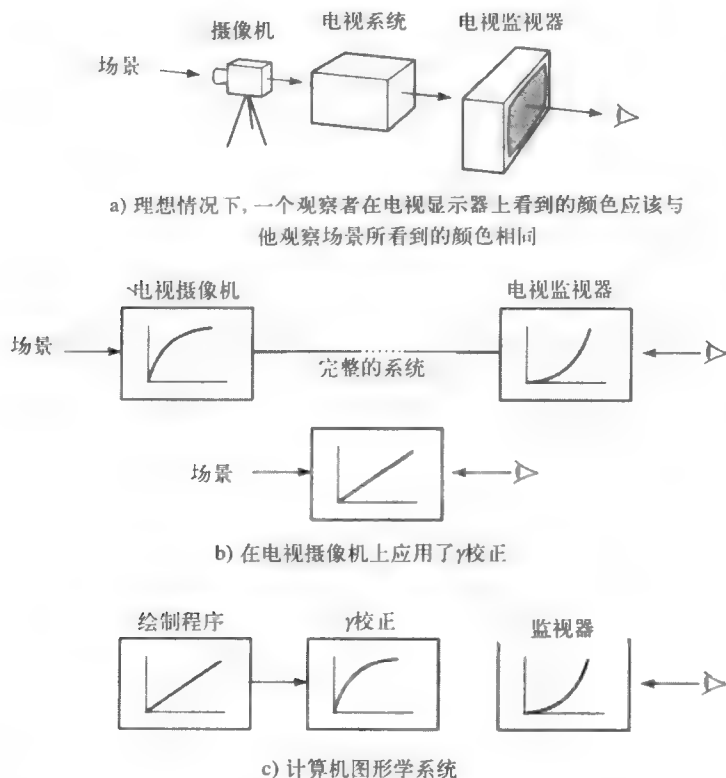 摄像机
电视系统
电视监视器
场景
a) 理想情况下, 一个观察者在电视显示器上看到的颜色应该与
他观察场景所看到的颜色相同
电视摄像机
电视监视器
场景
完整的系统
场景
b) 在电视摄像机上应用了γ校正
绘制程序
γ校正
监视器
c) 计算机图形学系统